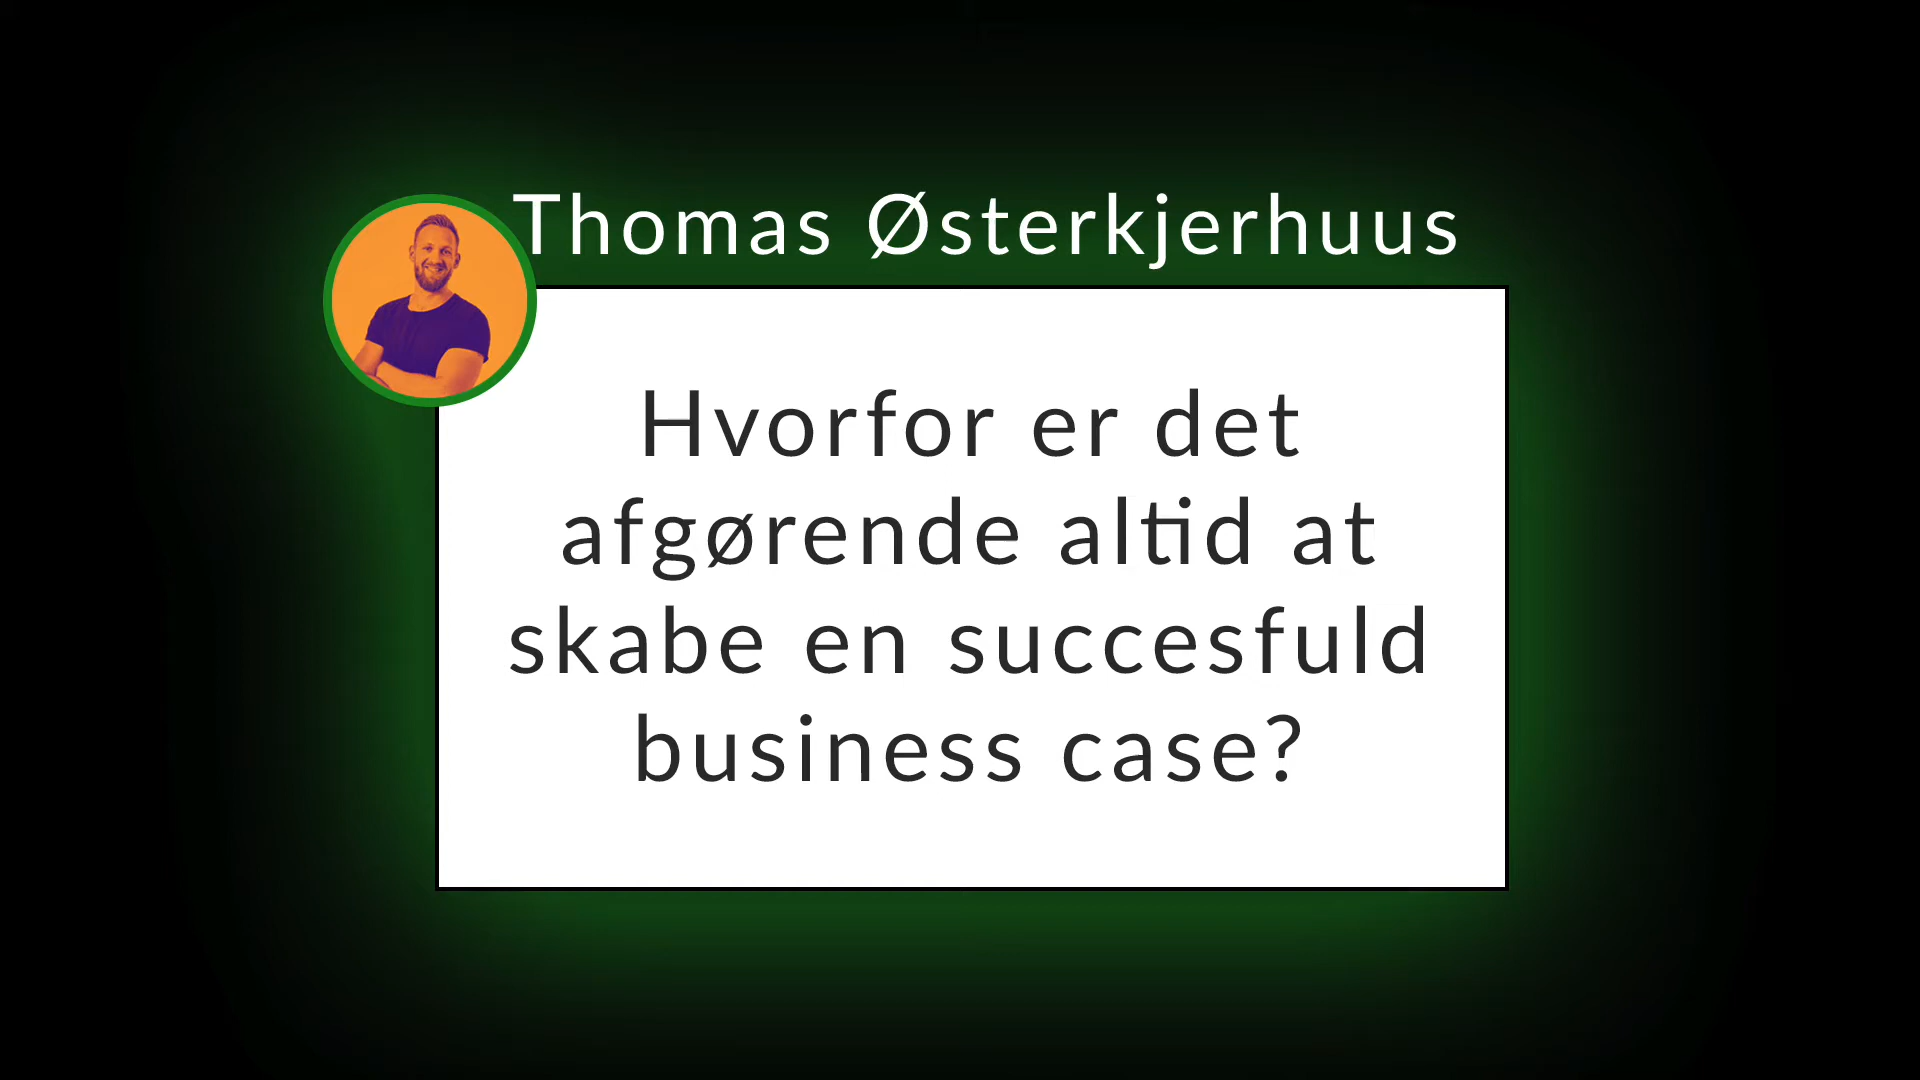 Thomas Østerkjerhuus
Hvorfor er det
afgørende altid at
skabe en succesfuld
business case?